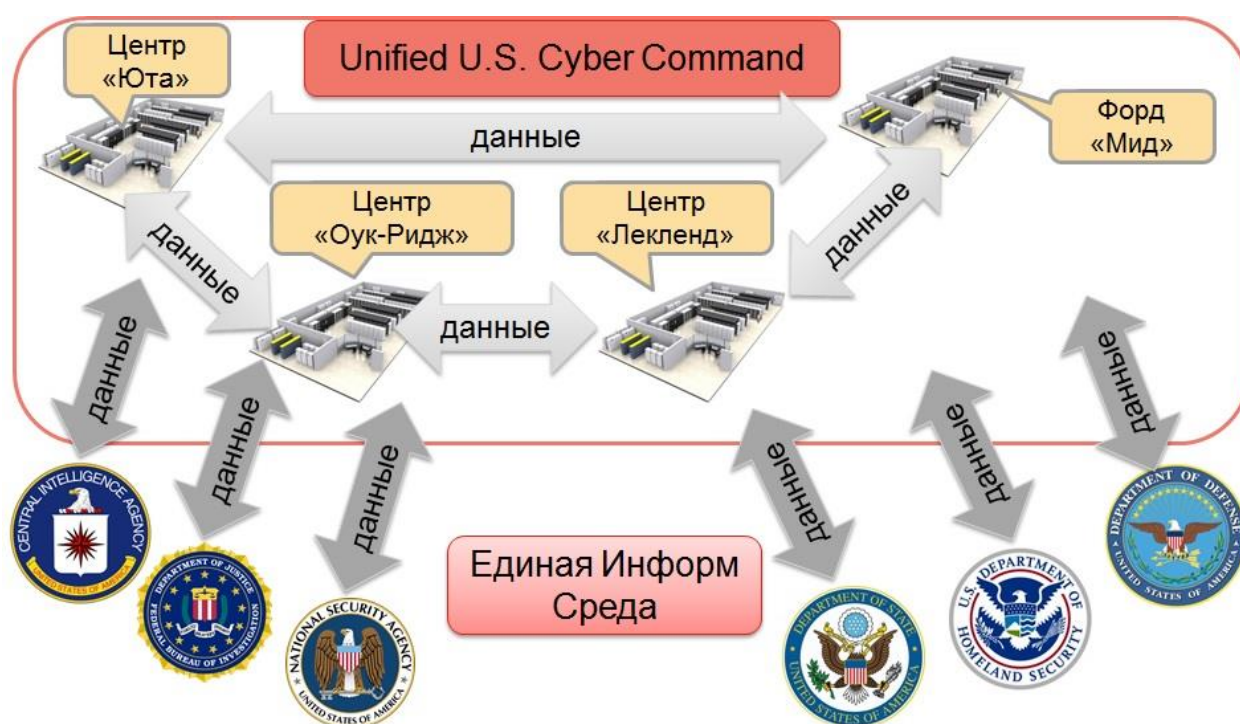 Центр
«Юта»
Unified U.S. Cyber Command
Форд
«Мид»
данные
Центр
«Оук-Ридж»
Центр
«Лекленд»
данные
данные
данные
данные
данные
данные
данные
данные
данные
CENTRAL INTELLIGENCE AGENCY
UNITED STATES OF AMERICA
DEPARTMENT OF JUSTICE
FEDERAL BUREAU OF INVESTIGATION
NATIONAL SECURITY AGENCY
UNITED STATES OF AMERICA
Единая Информ
Среда
DEPARTMENT OF STATE
UNITED STATES OF AMERICA
U.S. DEPARTMENT OF
HOMELAND SECURITY
DEPARTMENT OF DEFENSE
UNITED STATES OF AMERICA